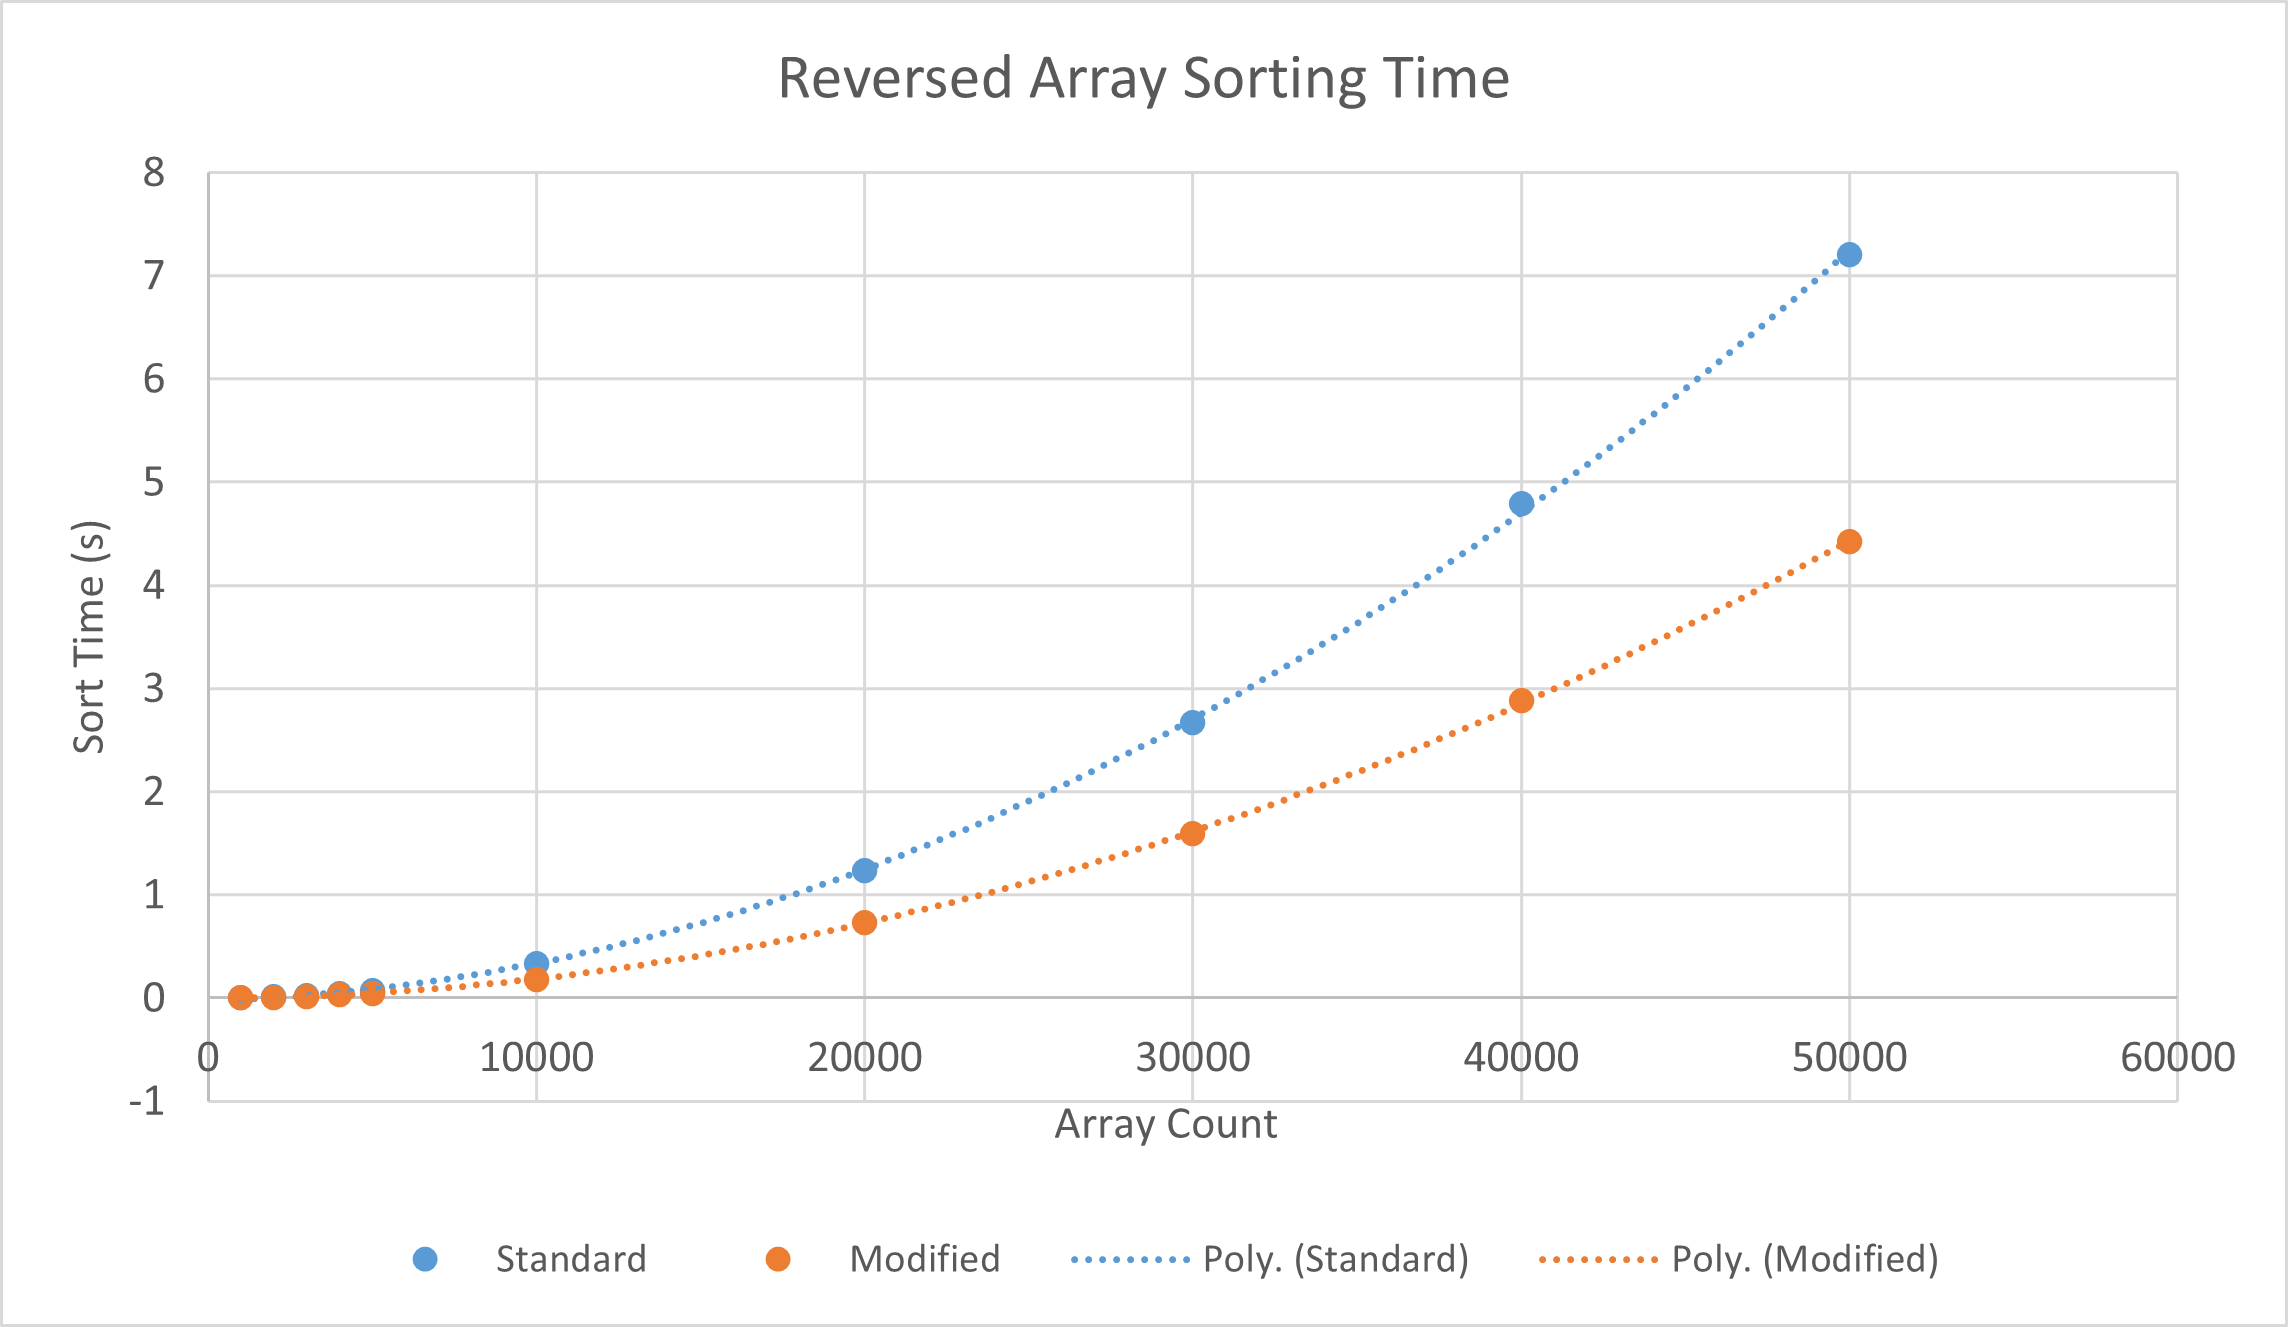 Reversed Array Sorting Time
8
7
6
5
4
3
2
1
0
-1
Sort Time (s)
0 10000 20000 30000 40000 50000 60000
Array Count
Standard Modified Poly. (Standard) Poly. (Modified)